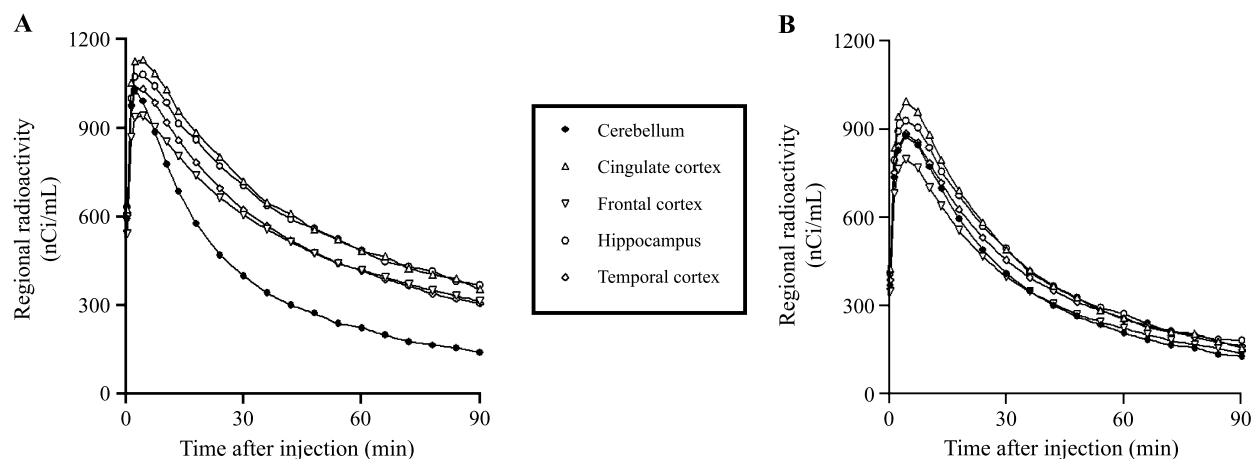 A
1200
900
600
300
0
0
30
60
90
Regional radioactivity
(nCi/mL)
Time after injection (min)
Cerebellum
Cingulate cortex
Frontal cortex
Hippocampus
Temporal cortex
B
1200
900
600
300
0
0
30
60
90
Regional radioactivity
(nCi/mL)
Time after injection (min)